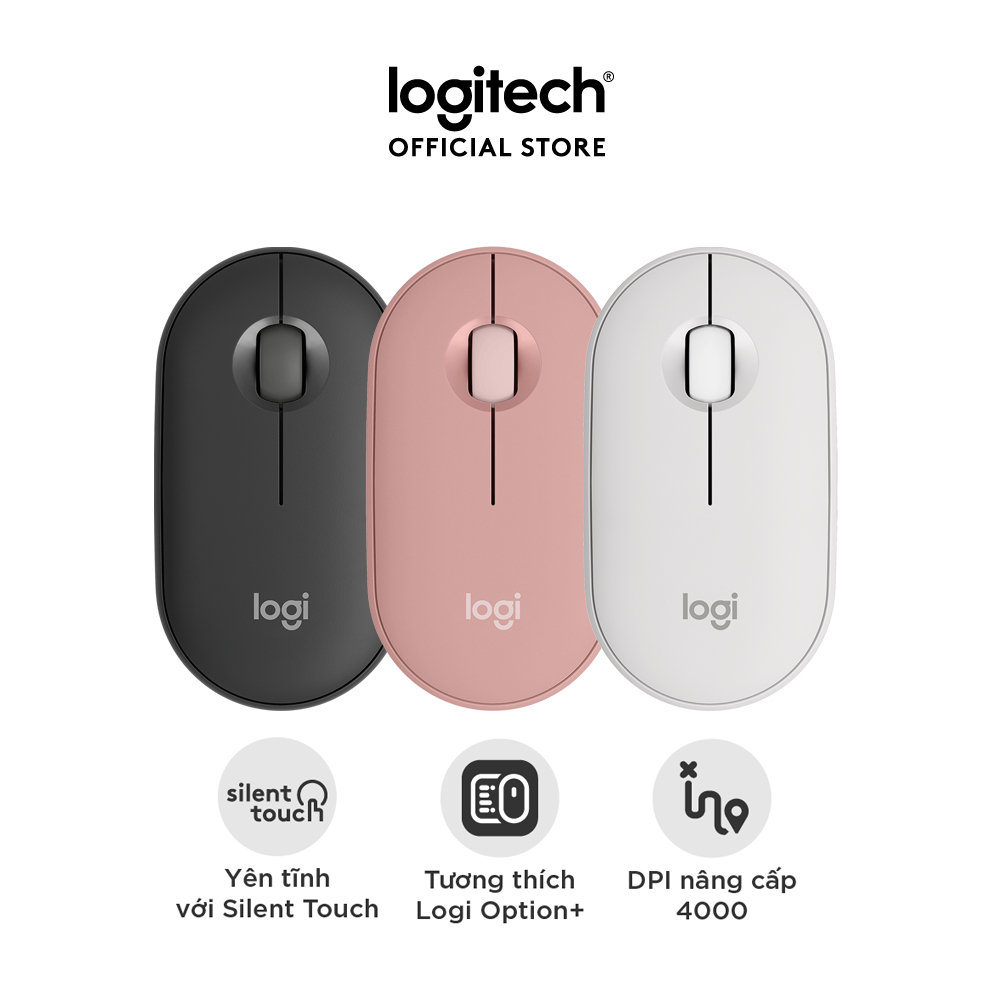 logitech®
OFFICIAL STORE
logi
logi
logi
silent
touch
Yên tĩnh
với Silent Touch
Tương thích
Logi Option+
DPI nâng cấp
4000